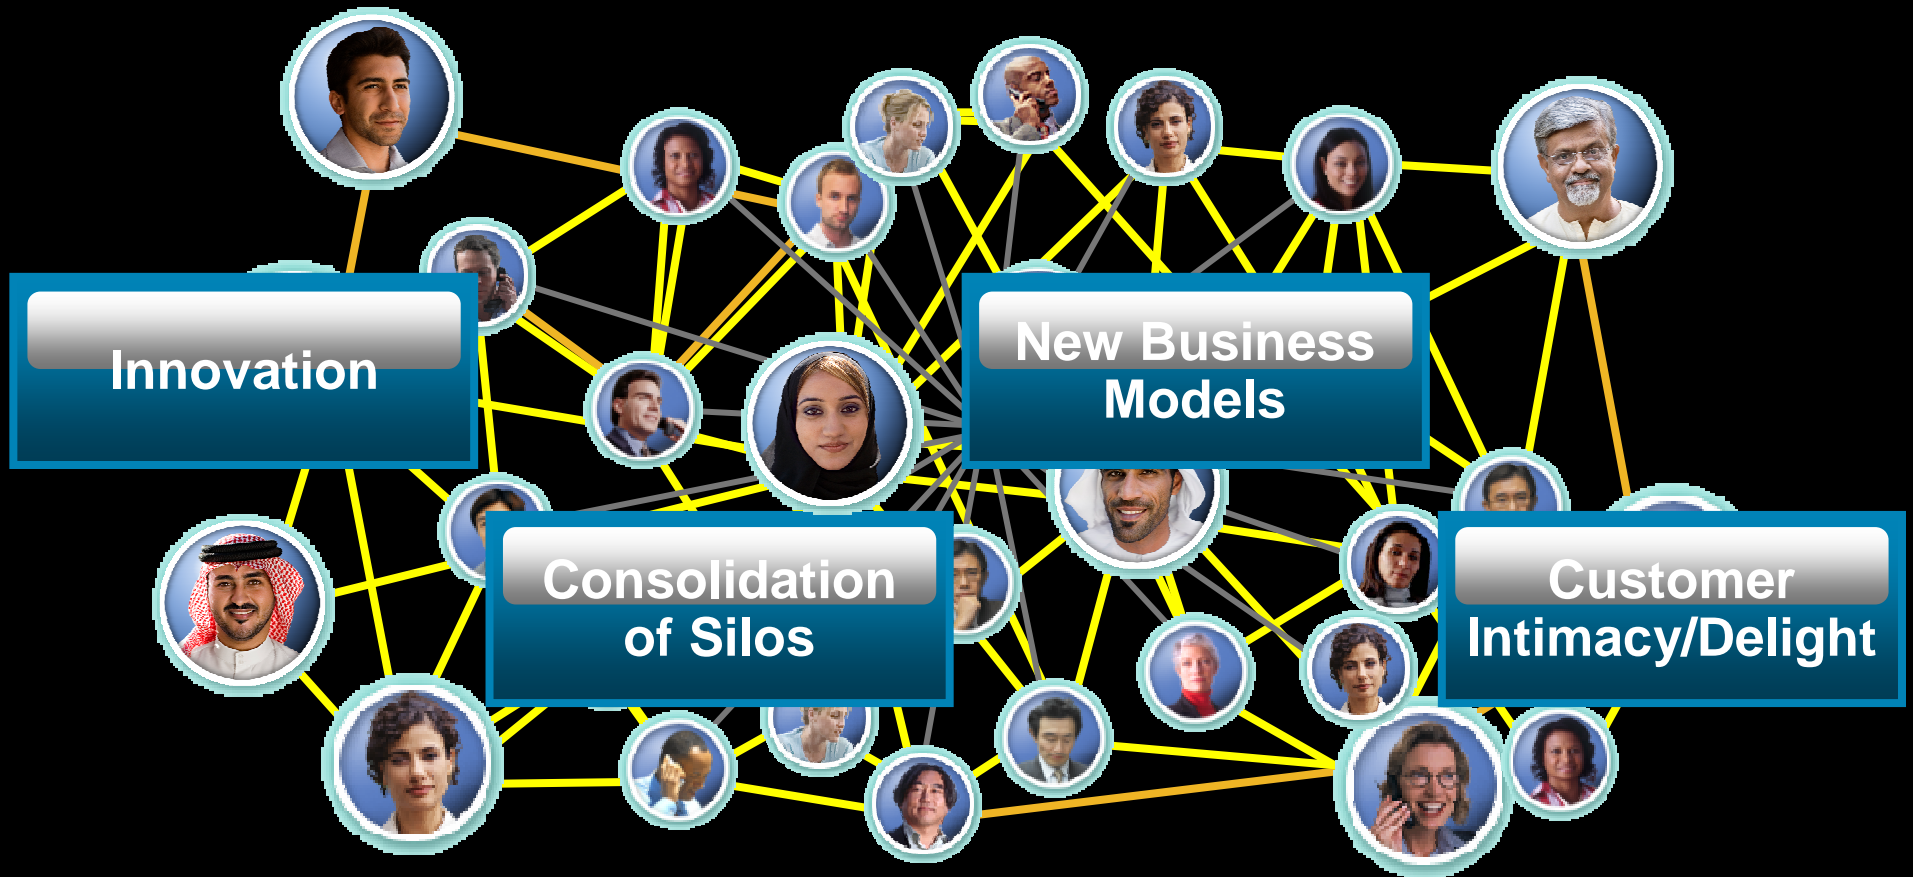 Innovation
New Business
Models
Consolidation
of Silos
Customer
Intimacy/Delight